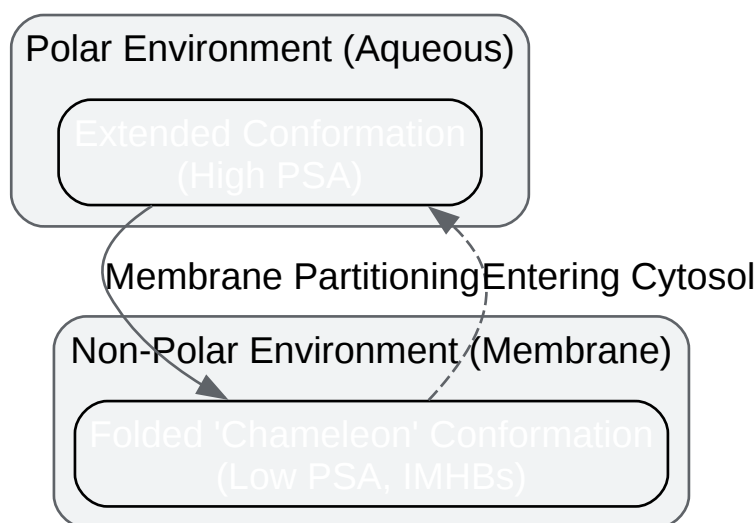 Polar Environment (Aqueous)
Extended Conformation
(High PSA)
Membrane Partitioning
Entering Cytosol
Non-Polar Environment (Membrane)
Folded 'Chameleon' Conformation
(Low PSA, IMHBs)